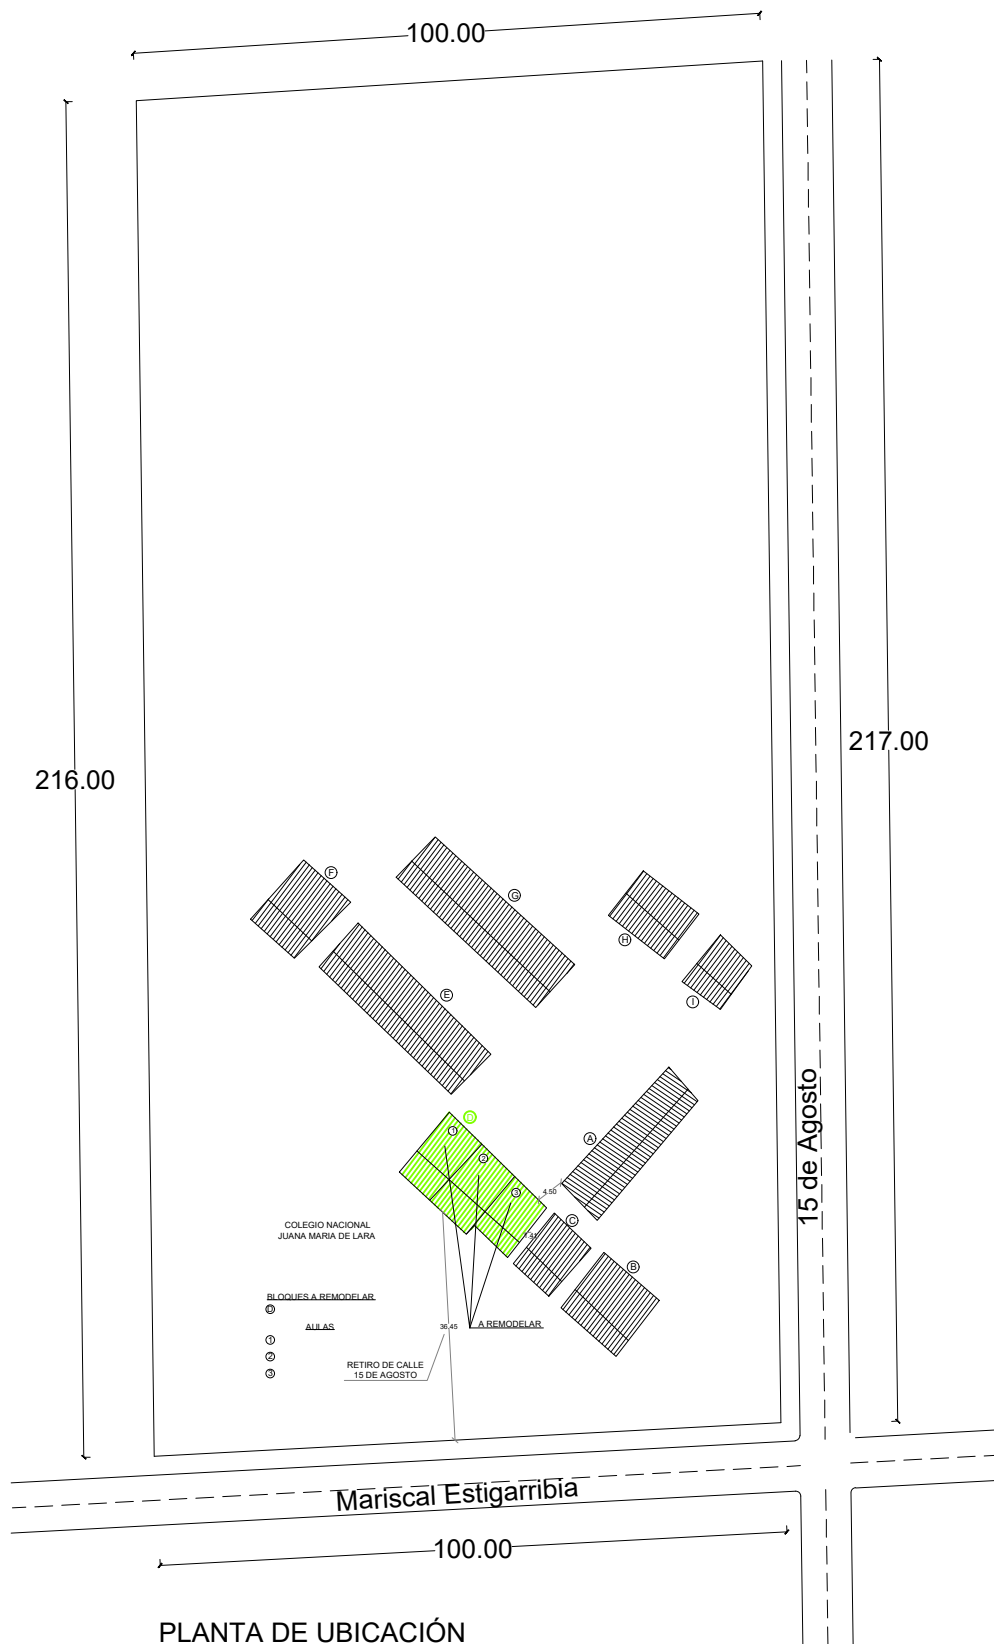 100.00
216.00
217.00
F
G
H
I
E
15 de Agosto
D
1
2
3
A
4.50
C
B
COLEGIO NACIONAL
JUANA MARIA DE LARA
BLOQUES A REMODELAR
D
AULAS
1
2
3
36.45
A REMODELAR
RETIRO DE CALLE
15 DE AGOSTO
Mariscal Estigarribia
100.00
PLANTA DE UBICACIÓN